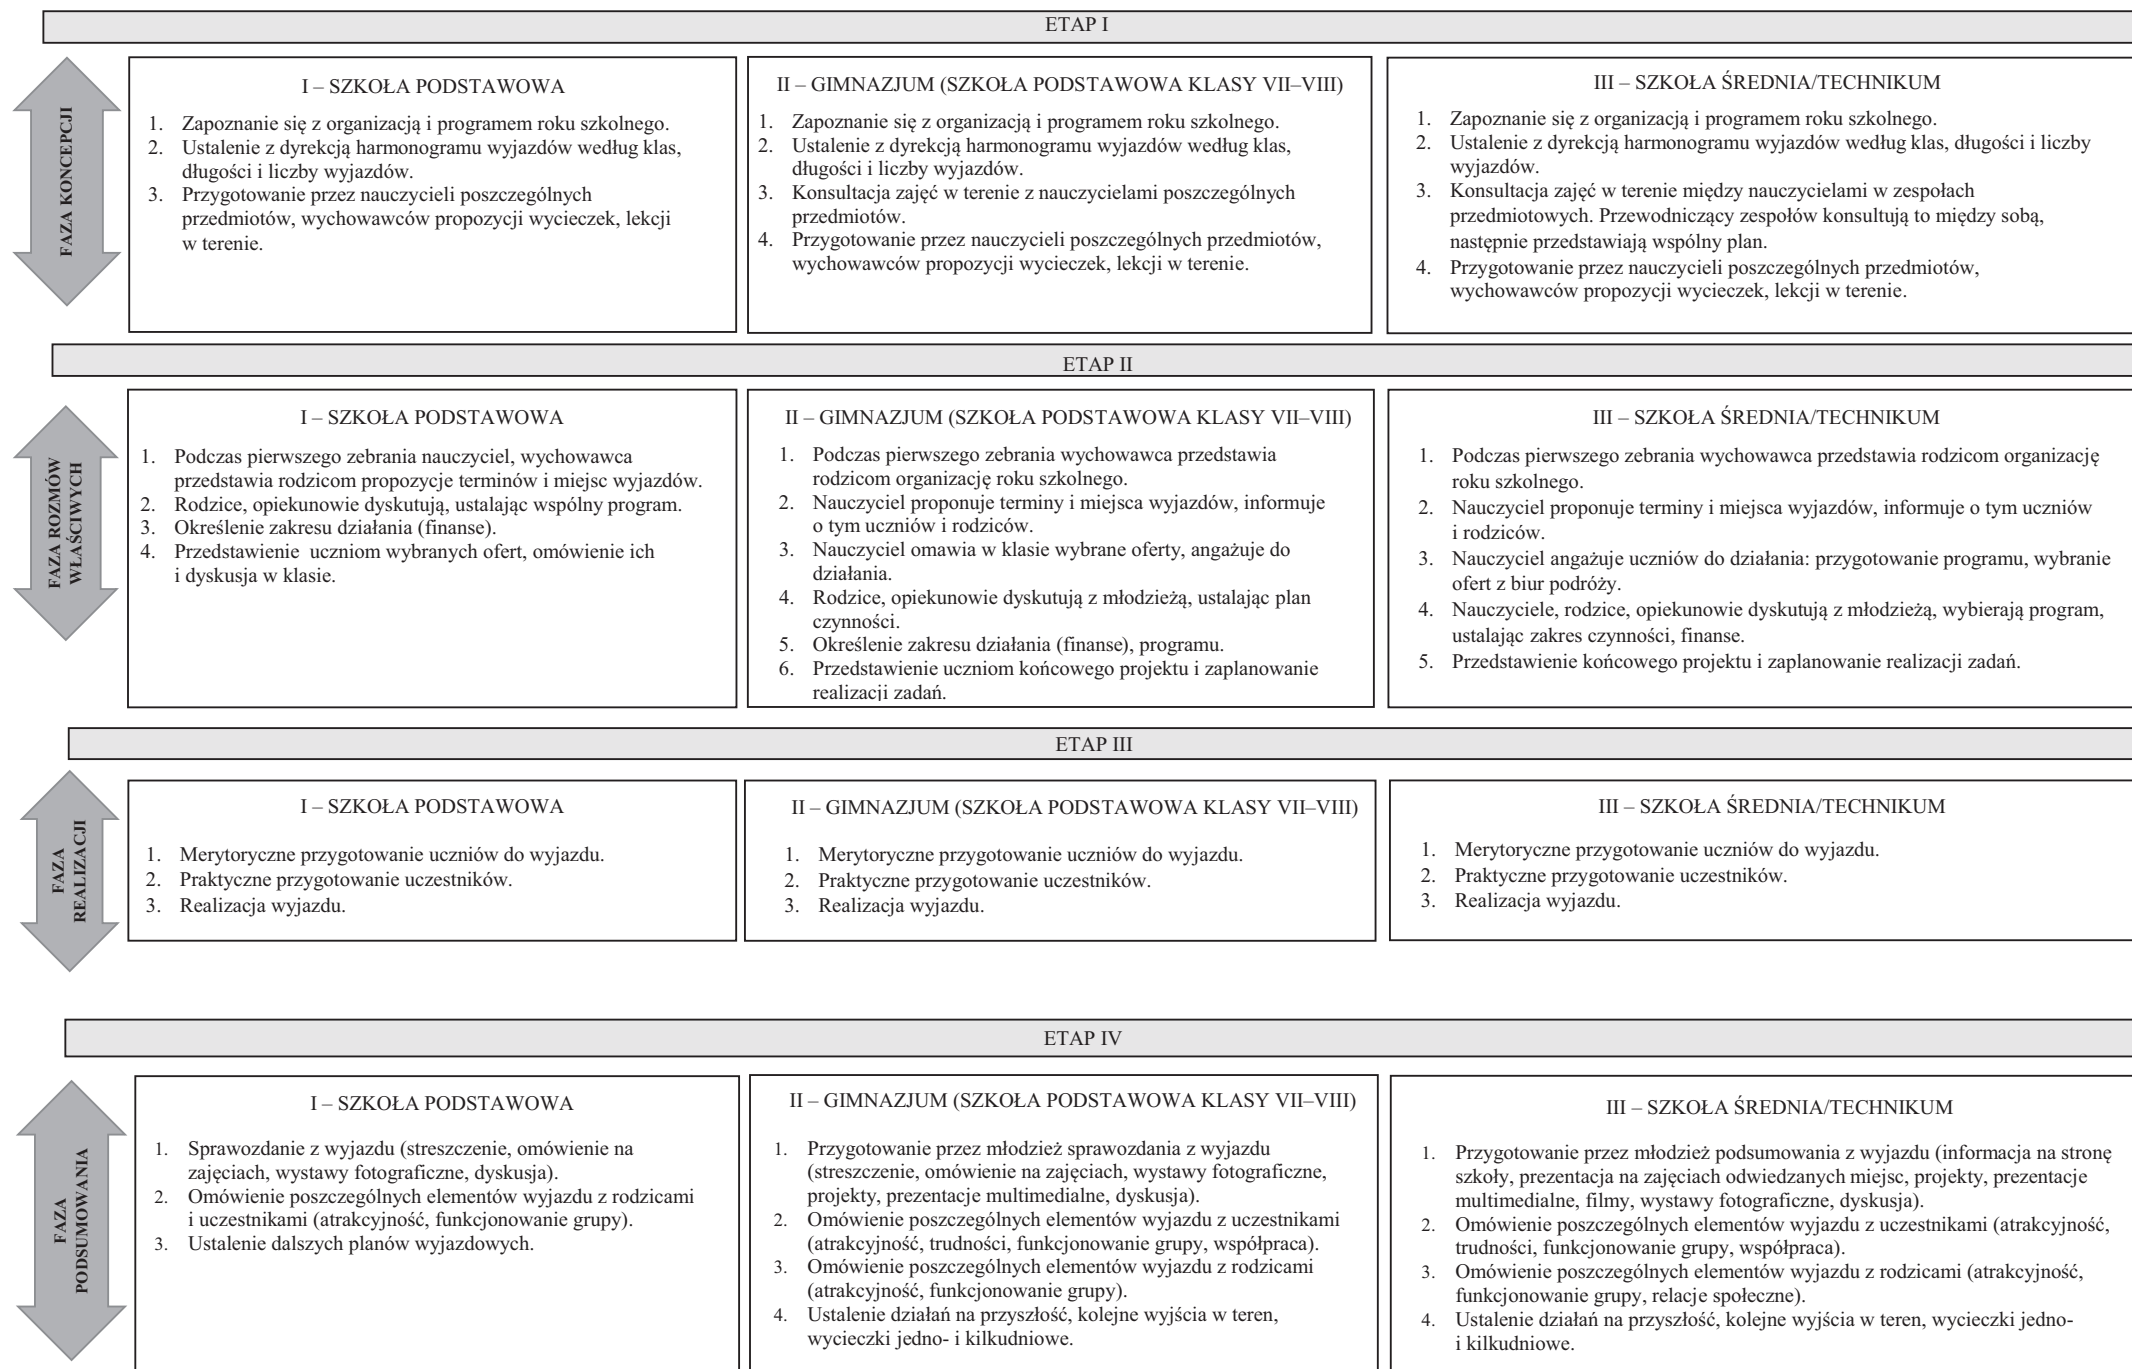 ETAP I
FAZA KONCEPCJI
I – SZKOŁA PODSTAWOWA
1. Zapoznanie się z organizacją i programem roku szkolnego.
2. Ustalenie z dyrekcją harmonogramu wyjazdów według klas,
długości i liczby wyjazdów.
3. Przygotowanie przez nauczycieli poszczególnych
przedmiotów, wychowawców propozycji wycieczek, lekcji
w terenie.
II – GIMNAZJUM (SZKOŁA PODSTAWOWA KLASY VII–VIII)
1. Zapoznanie się z organizacją i programem roku szkolnego.
2. Ustalenie z dyrekcją harmonogramu wyjazdów według klas,
długości i liczby wyjazdów.
3. Konsultacja zajęć w terenie z nauczycielami poszczególnych
przedmiotów.
4. Przygotowanie przez nauczycieli poszczególnych przedmiotów,
wychowawców propozycji wycieczek, lekcji w terenie.
III – SZKOŁA ŚREDNIA/TECHNIKUM
1. Zapoznanie się z organizacją i programem roku szkolnego.
2. Ustalenie z dyrekcją harmonogramu wyjazdów według klas, długości i liczby
wyjazdów.
3. Konsultacja zajęć w terenie między nauczycielami w zespołach
przedmiotowych. Przewodniczący zespołów konsultują to między sobą,
następnie przedstawiają wspólny plan.
4. Przygotowanie przez nauczycieli poszczególnych przedmiotów,
wychowawców propozycji wycieczek, lekcji w terenie.
ETAP II
FAZA ROZMÓW
WŁAŚCIWYCH
I – SZKOŁA PODSTAWOWA
1. Podczas pierwszego zebrania nauczyciel, wychowawca
przedstawia rodzicom propozycje terminów i miejsc wyjazdów.
2. Rodzice, opiekunowie dyskutują, ustalając wspólny program.
3. Określenie zakresu działania (finanse).
4. Przedstawienie uczniom wybranych ofert, omówienie ich
i dyskusja w klasie.
II – GIMNAZJUM (SZKOŁA PODSTAWOWA KLASY VII–VIII)
1. Podczas pierwszego zebrania wychowawca przedstawia
rodzicom organizację roku szkolnego.
2. Nauczyciel proponuje terminy i miejsca wyjazdów, informuje
o tym uczniów i rodziców.
3. Nauczyciel omawia w klasie wybrane oferty, angażuje do
działania.
4. Rodzice, opiekunowie dyskutują z młodzieżą, ustalając plan
czynności.
5. Określenie zakresu działania (finanse), programu.
6. Przedstawienie uczniom końcowego projektu i zaplanowanie
realizacji zadań.
III – SZKOŁA ŚREDNIA/TECHNIKUM
1. Podczas pierwszego zebrania wychowawca przedstawia rodzicom organizację
roku szkolnego.
2. Nauczyciel proponuje terminy i miejsca wyjazdów, informuje o tym uczniów
i rodziców.
3. Nauczyciel angażuje uczniów do działania: przygotowanie programu, wybranie
ofert z biur podróży.
4. Nauczyciele, rodzice, opiekunowie dyskutują z młodzieżą, wybierają program,
ustalając zakres czynności, finanse.
5. Przedstawienie końcowego projektu i zaplanowanie realizacji zadań.
ETAP III
FAZA
REALIZACJI
I – SZKOŁA PODSTAWOWA
1. Merytoryczne przygotowanie uczniów do wyjazdu.
2. Praktyczne przygotowanie uczestników.
3. Realizacja wyjazdu.
II – GIMNAZJUM (SZKOŁA PODSTAWOWA KLASY VII–VIII)
1. Merytoryczne przygotowanie uczniów do wyjazdu.
2. Praktyczne przygotowanie uczestników.
3. Realizacja wyjazdu.
III – SZKOŁA ŚREDNIA/TECHNIKUM
1. Merytoryczne przygotowanie uczniów do wyjazdu.
2. Praktyczne przygotowanie uczestników.
3. Realizacja wyjazdu.
ETAP IV
FAZA
PODSUMOWANIA
I – SZKOŁA PODSTAWOWA
1. Sprawozdanie z wyjazdu (streszczenie, omówienie na
zajęciach, wystawy fotograficzne, dyskusja).
2. Omówienie poszczególnych elementów wyjazdu z rodzicami
i uczestnikami (atrakcyjność, funkcjonowanie grupy).
3. Ustalenie dalszych planów wyjazdowych.
II – GIMNAZJUM (SZKOŁA PODSTAWOWA KLASY VII–VIII)
1. Przygotowanie przez młodzież sprawozdania z wyjazdu
(streszczenie, omówienie na zajęciach, wystawy fotograficzne,
projekty, prezentacje multimedialne, dyskusja).
2. Omówienie poszczególnych elementów wyjazdu z uczestnikami
(atrakcyjność, trudności, funkcjonowanie grupy, współpraca).
3. Omówienie poszczególnych elementów wyjazdu z rodzicami
(atrakcyjność, funkcjonowanie grupy).
4. Ustalenie działań na przyszłość, kolejne wyjścia w teren,
wycieczki jedno- i kilkudniowe.
III – SZKOŁA ŚREDNIA/TECHNIKUM
1. Przygotowanie przez młodzież podsumowania z wyjazdu (informacja na stronę
szkoły, prezentacja na zajęciach odwiedzanych miejsc, projekty, prezentacje
multimedialne, filmy, wystawy fotograficzne, dyskusja).
2. Omówienie poszczególnych elementów wyjazdu z uczestnikami (atrakcyjność,
trudności, funkcjonowanie grupy, współpraca).
3. Omówienie poszczególnych elementów wyjazdu z rodzicami (atrakcyjność,
funkcjonowanie grupy, relacje społeczne).
4. Ustalenie działań na przyszłość, kolejne wyjścia w teren, wycieczki jedno-
i kilkudniowe.